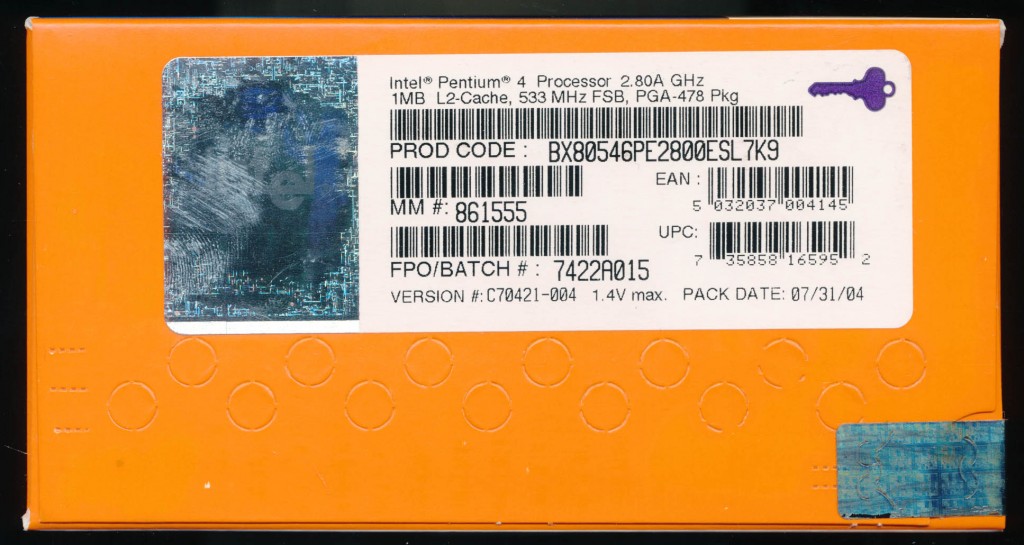 Intel® Pentium® 4 Processor 2.80A GHz
1MB L2-Cache, 533 MHz FSB, PGA-478 Pkg
PROD CODE : BX80546PE2800ESL7K9
MM #: 861555
EAN :
5 032037 004145
UPC:
7 35858 16595 2
FPO/BATCH # : 7422A015
VERSION #: C70421-004 1.4V max. PACK DATE: 07/31/04